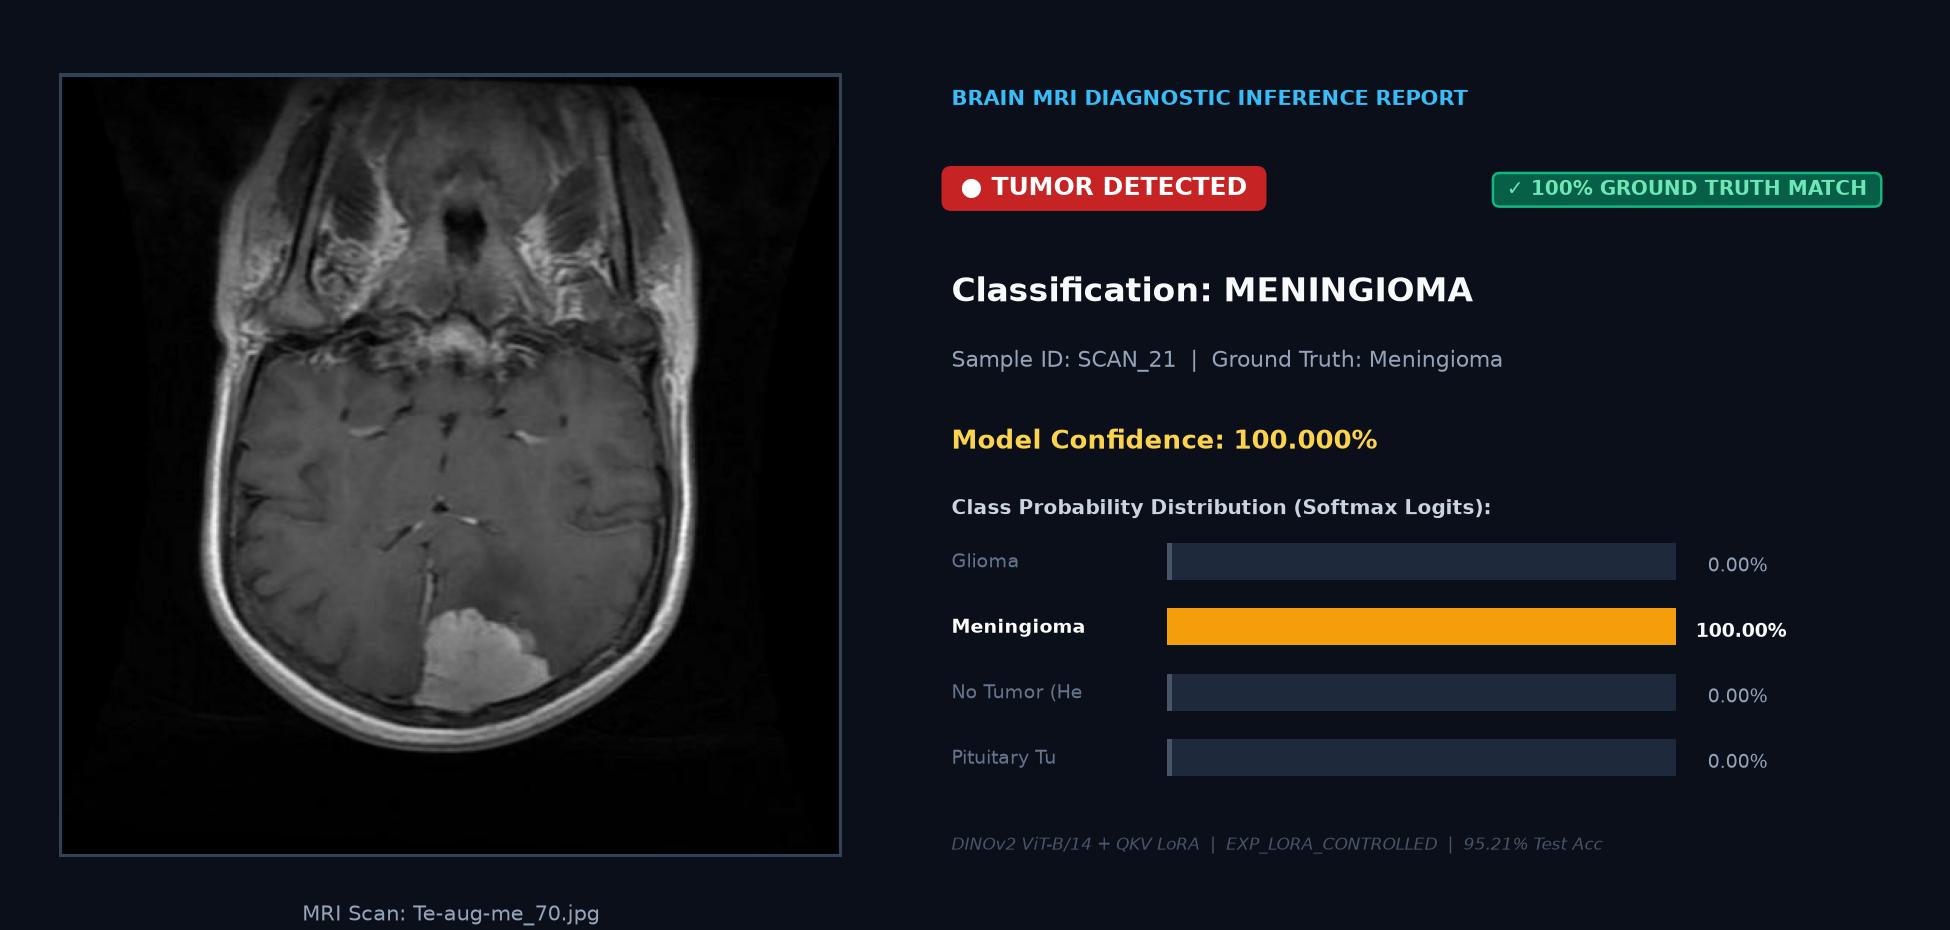 BRAIN MRI DIAGNOSTIC INFERENCE REPORT
● TUMOR DETECTED
✓ 100% GROUND TRUTH MATCH
Classification: MENINGIOMA
Sample ID: SCAN_21 | Ground Truth: Meningioma
Model Confidence: 100.000%
Class Probability Distribution (Softmax Logits):
Glioma 0.00%
Meningioma 100.00%
No Tumor (He 0.00%
Pituitary Tu 0.00%
DINOv2 ViT-B/14 + QKV LoRA | EXP_LORA_CONTROLLED | 95.21% Test Acc
MRI Scan: Te-aug-me_70.jpg